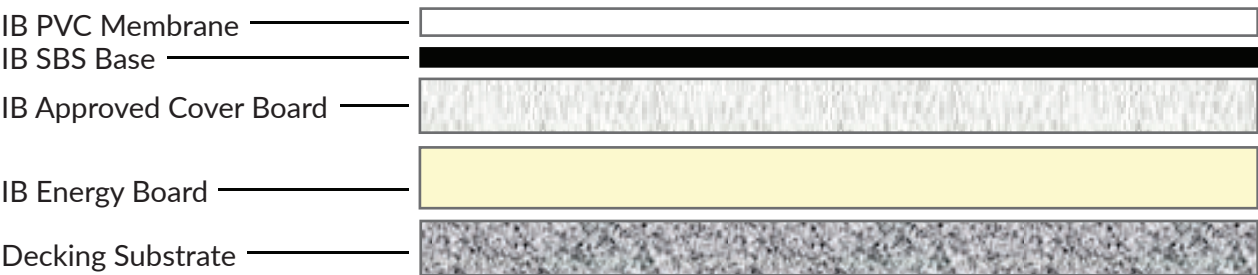 IB PVC Membrane
IB SBS Base
IB Approved Cover Board
IB Energy Board
Decking Substrate